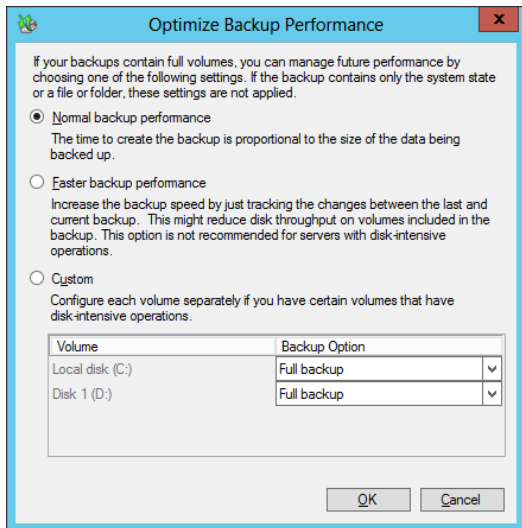 Optimize Backup Performance
x
If your backups contain full volumes, you can manage future performance by
choosing one of the following settings. If the backup contains only the system state
or a file or folder, these settings are not applied.
Normal backup performance
The time to create the backup is proportional to the size of the data being
backed up.
Faster backup performance
Increase the backup speed by just tracking the changes between the last and
current backup. This might reduce disk throughput on volumes included in the
backup. This option is not recommended for servers with disk-intensive
operations.
Custom
Configure each volume separately if you have certain volumes that have
disk-intensive operations.
Volume Backup Option
Local disk (C:) Full backup
Disk 1 (D:) Full backup
OK Cancel